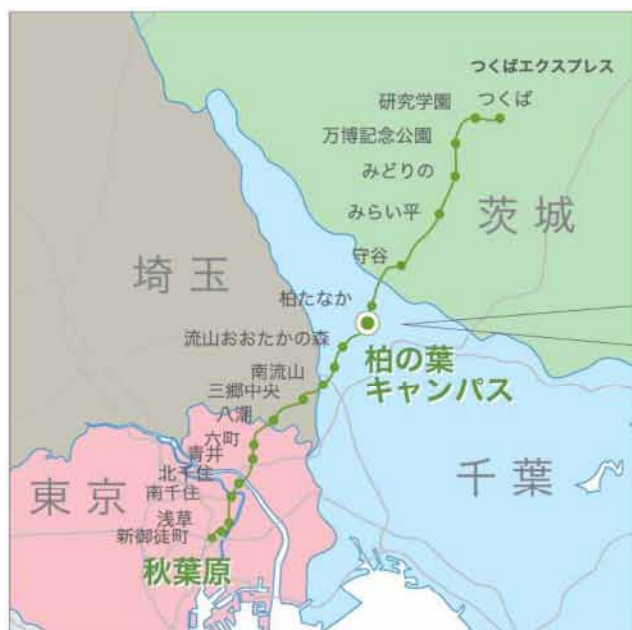 つくばエクスプレス
研究学園
つくば
万博記念公園
みどりの
みらい平
茨城
守谷
埼玉
柏たなか
流山おおたかの森
柏の葉
キャンパス
南流山
三郷中央
八潮
六町
青井
北千住
千葉
東京
南千住
浅草
新御徒町
秋葉原